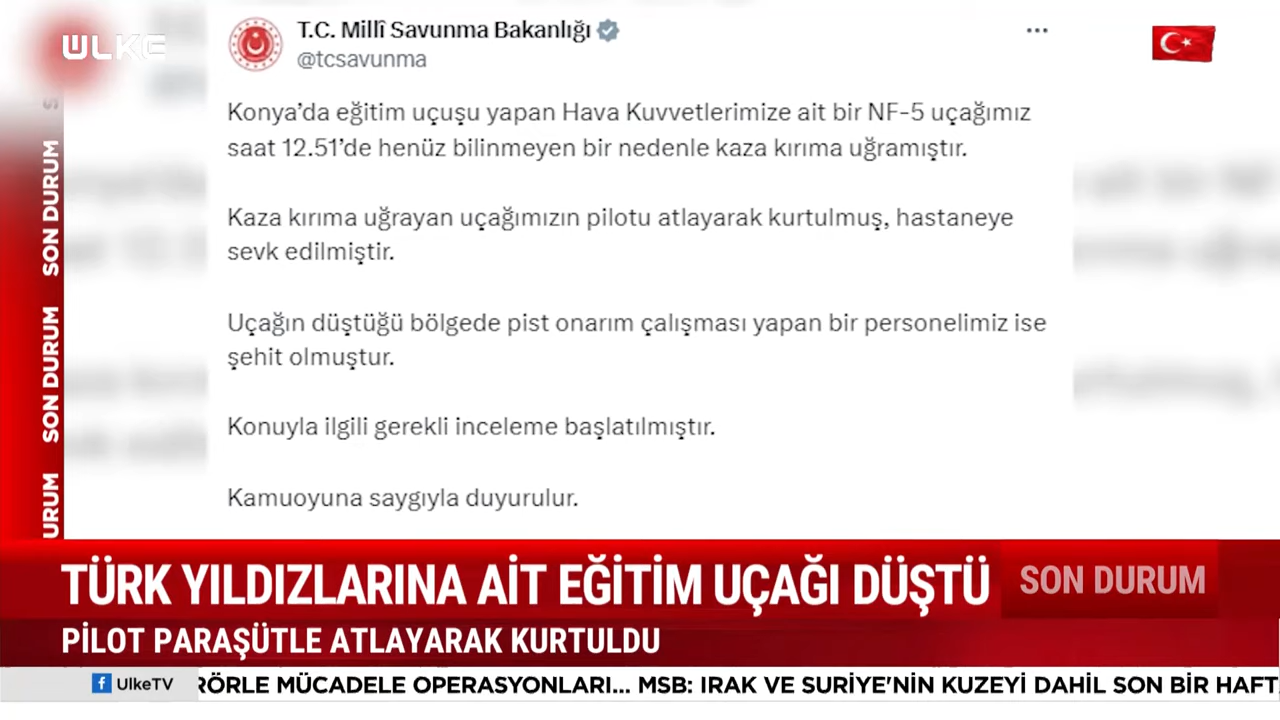 ÜLKE
T.C. Millî Savunma Bakanlığı
@tcsavunma
Konya'da eğitim uçuşu yapan Hava Kuvvetlerimize ait bir NF-5 uçağımız
saat 12.51'de henüz bilinmeyen bir nedenle kaza kırıma uğramıştır.
Kaza kırıma uğrayan uçağımızın pilotu atlayarak kurtulmuş, hastaneye
sevk edilmiştir.
Uçağın düştüğü bölgede pist onarım çalışması yapan bir personelimiz ise
şehit olmuştur.
Konuyla ilgili gerekli inceleme başlatılmıştır.
Kamuoyuna saygıyla duyurulur.
SON DURUM
SON DURUM
URUM
TÜRK YILDIZLARINA AİT EĞİTİM UÇAĞI DÜŞTÜ
SON DURUM
PİLOT PARAŞÜTLE ATLAYARAK KURTULDU
UlkeTV
RÖRLE MÜCADELE OPERASYONLARI... MSB: IRAK VE SURİYE'NİN KUZEYİ DAHİL SON BİR HAFT